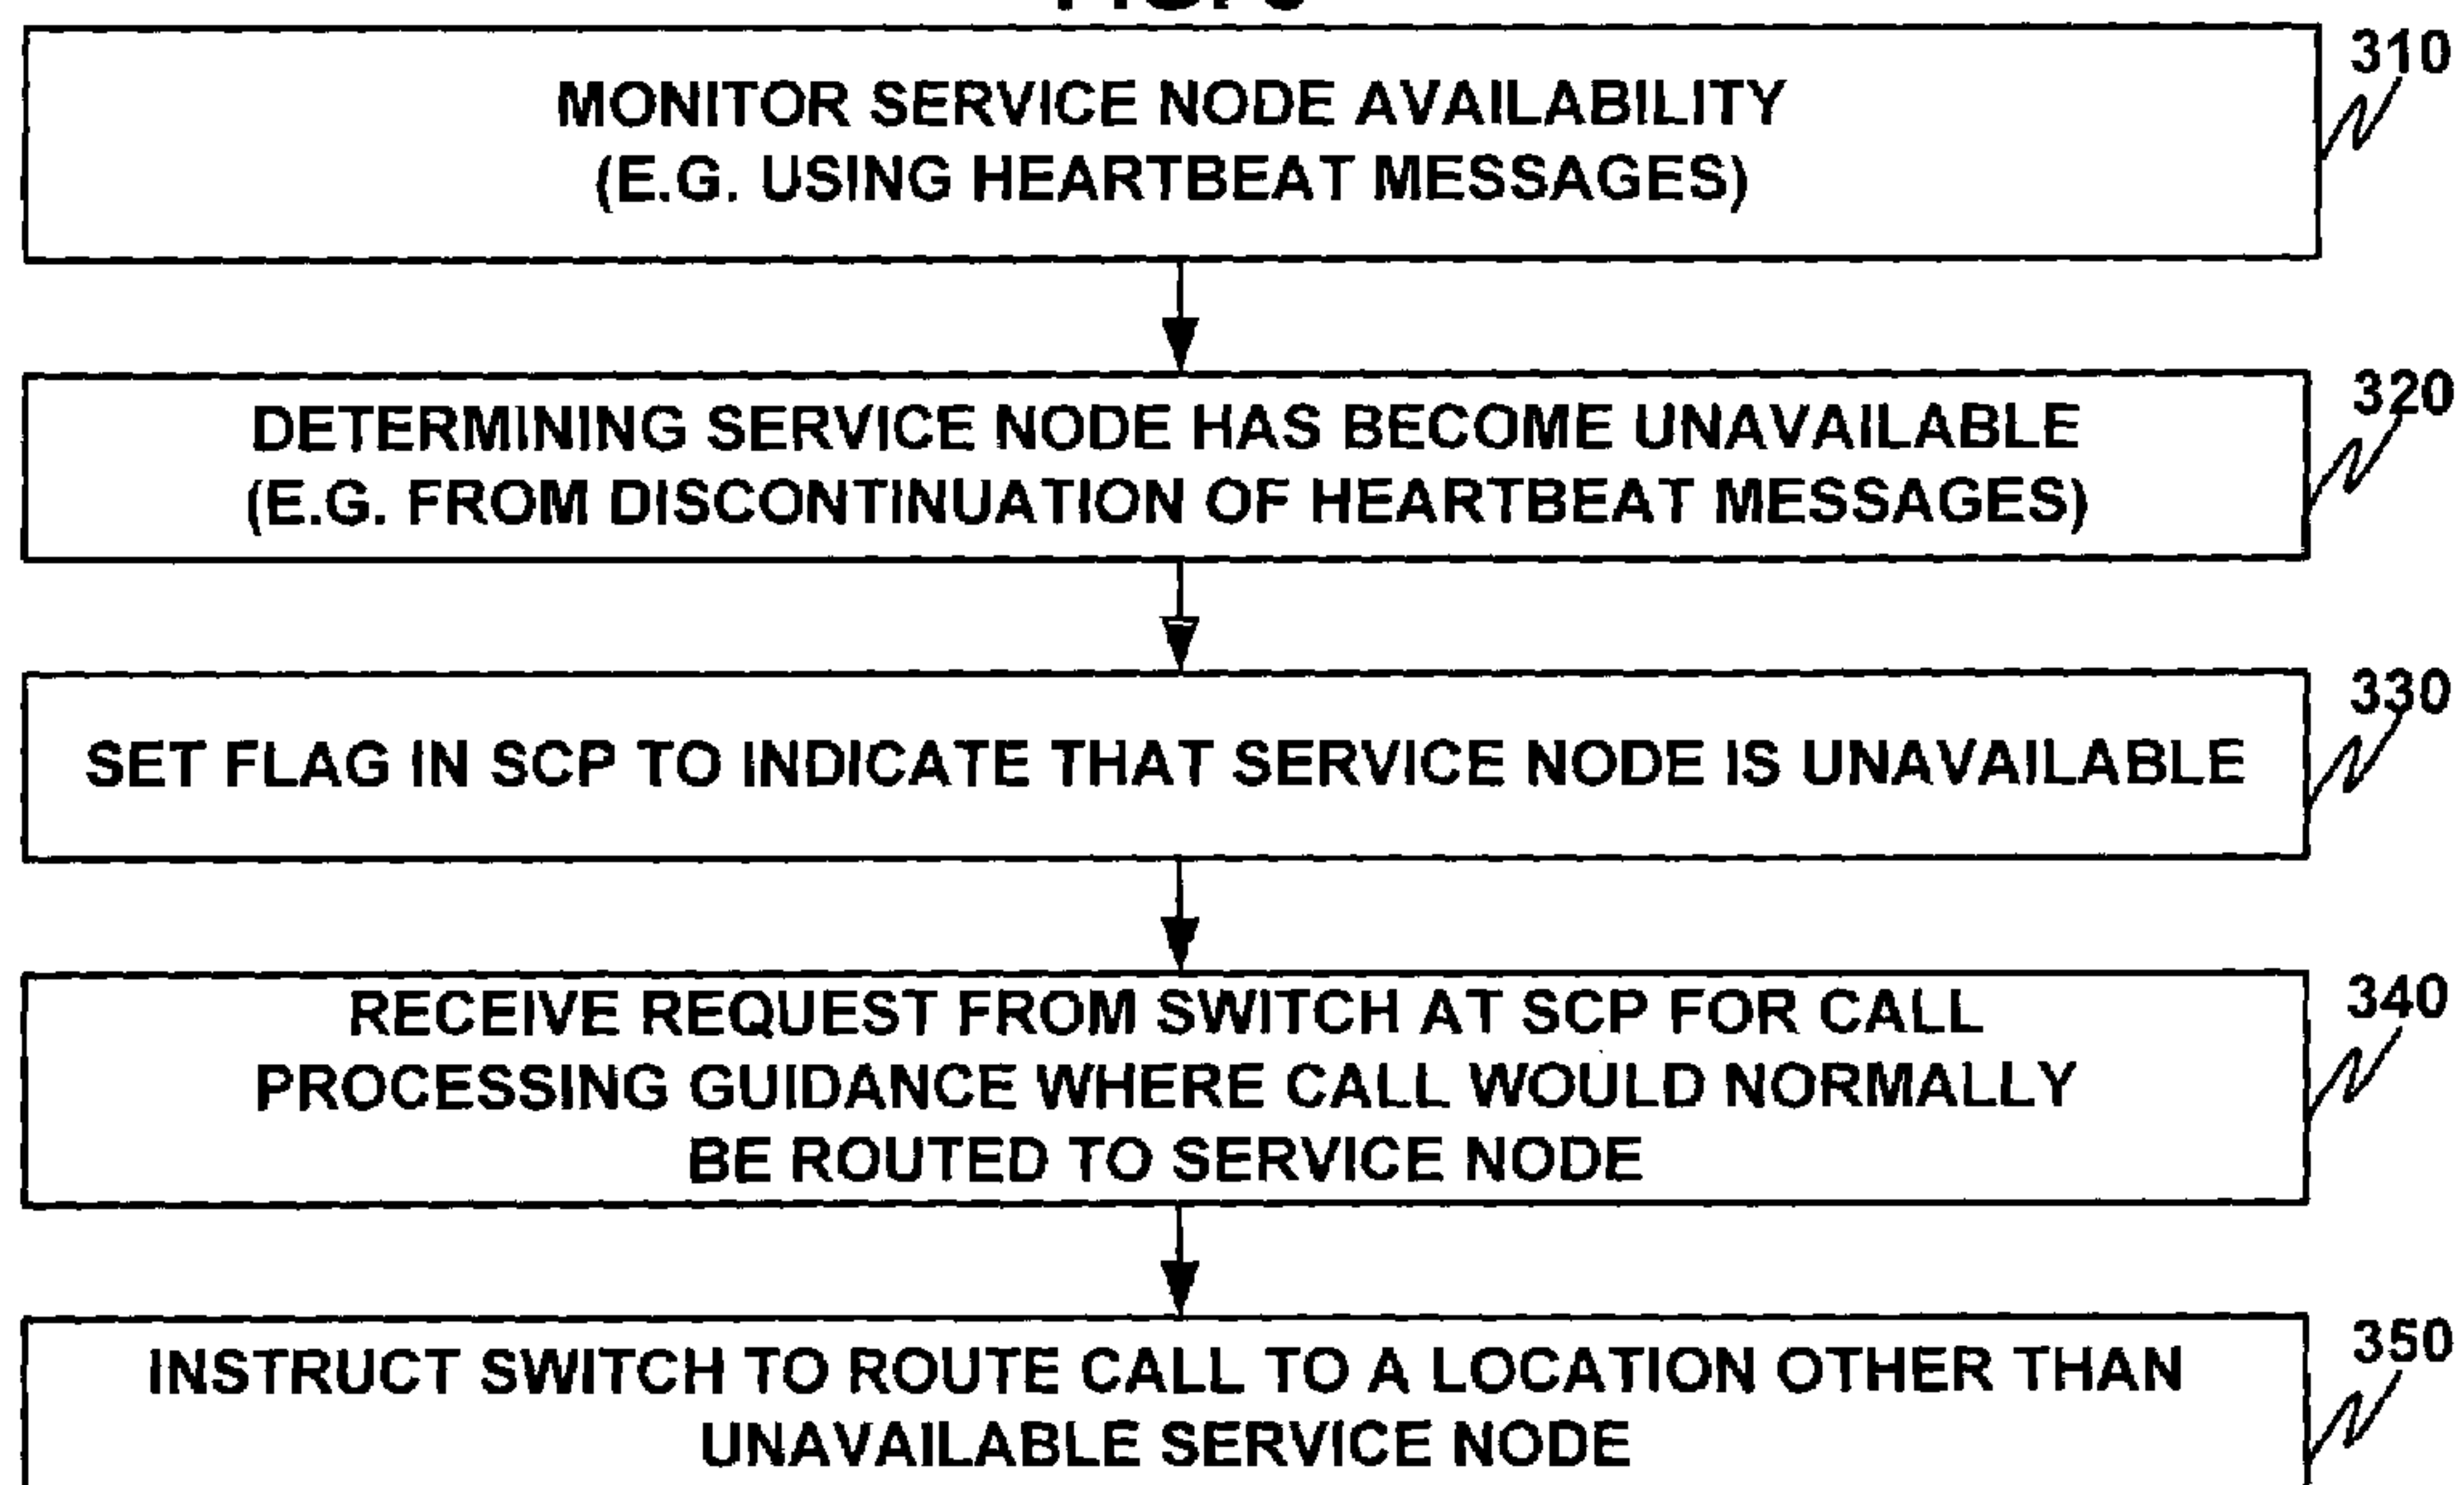 310
MONITOR SERVICE NODE AVAILABILITY
(E.G. USING HEARTBEAT MESSAGES)
320
DETERMINING SERVICE NODE HAS BECOME UNAVAILABLE
(E.G. FROM DISCONTINUATION OF HEARTBEAT MESSAGES)
330
SET FLAG IN SCP TO INDICATE THAT SERVICE NODE IS UNAVAILABLE
340
RECEIVE REQUEST FROM SWITCH AT SCP FOR CALL
PROCESSING GUIDANCE WHERE CALL WOULD NORMALLY
BE ROUTED TO SERVICE NODE
350
INSTRUCT SWITCH TO ROUTE CALL TO A LOCATION OTHER THAN
UNAVAILABLE SERVICE NODE